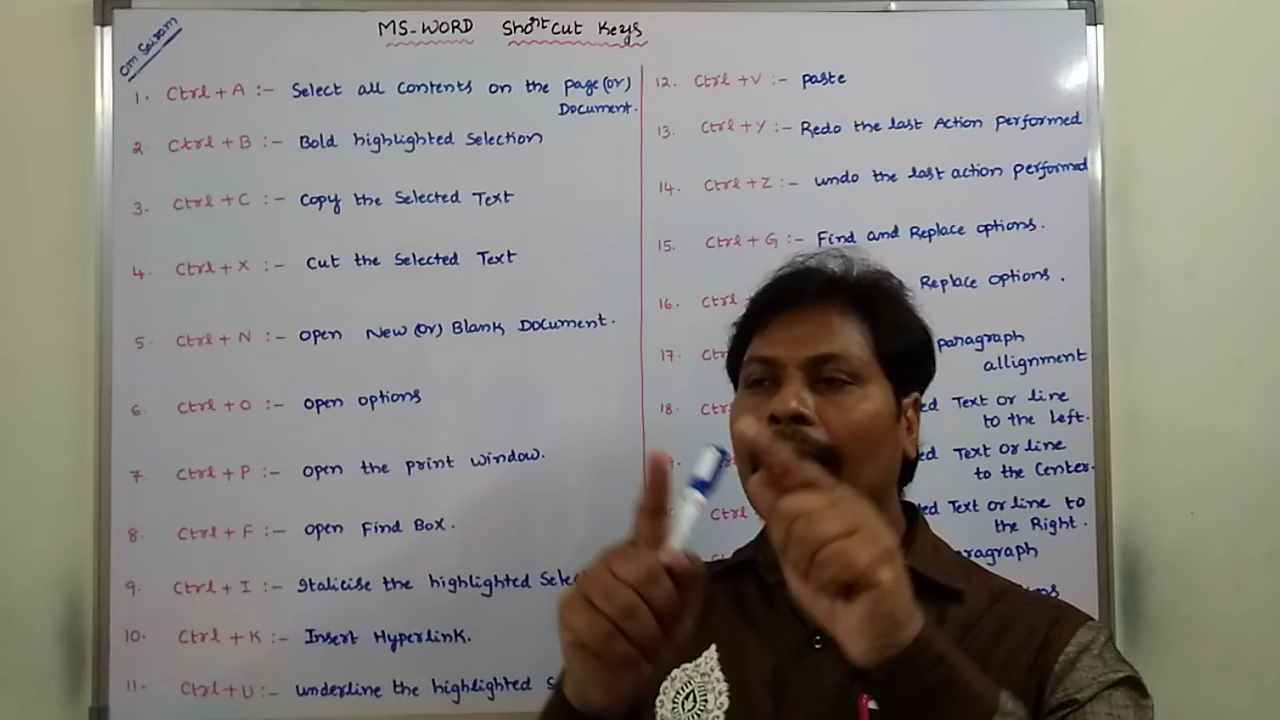 Om Sairam
MS-WORD Shortcut Keys
1. Ctrl + A :- Select all contents on the page (or)
Document.
2. Ctrl + B :- Bold highlighted Selection
3. Ctrl + C :- Copy the Selected Text
4. Ctrl + X :- Cut the Selected Text
5. Ctrl + N :- Open New (or) Blank Document.
6. Ctrl + O :- Open options
7. Ctrl + P :- Open the print window.
8. Ctrl + F :- Open Find Box.
9. Ctrl + I :- Italicise the highlighted
10. Ctrl + K :- Insert Hyperlink.
11. Ctrl + U :- underline the highlighted
12. Ctrl + V :- paste
13. Ctrl + Y :- Redo the last Action performed
14. Ctrl + Z :- undo the last action performed
15. Ctrl + G :- Find and Replace options.
16. Ctrl Replace options.
17. paragraph
allignment
18. Text or line
to the left.
Text or line
to the Center.
Ctrl Text or line to
the Right.